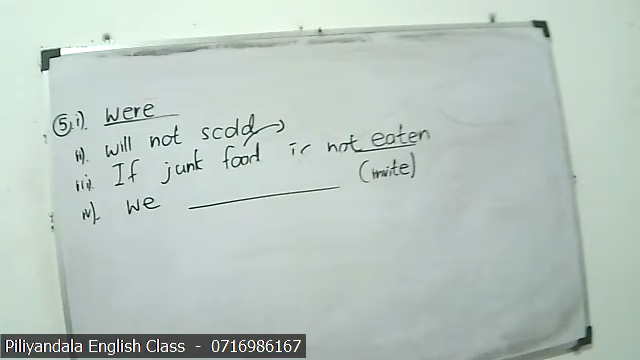 5) i). were
ii). will not scold
iii). If junk food is not eaten
iv). we ____________ (invite)
Piliyandala English Class - 0716986167